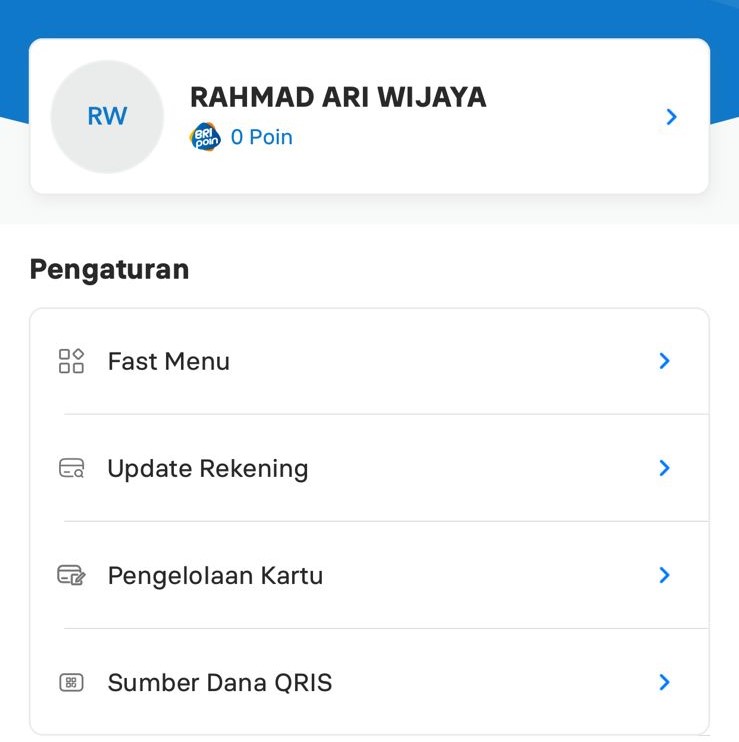 RW
RAHMAD ARI WIJAYA
BRI
poin
0 Poin
Pengaturan
Fast Menu
Update Rekening
Pengelolaan Kartu
Sumber Dana QRIS